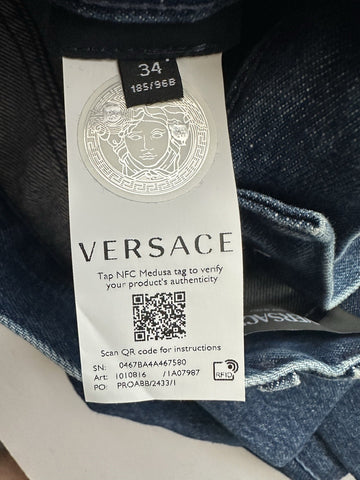 34
185/96B
VERSACE
Tap NFC Medusa tag to verify
your product's authenticity
Scan QR code for instructions
SN: 0467BA4A467580
Art: 1010816 /1A07987
PO: PROABB/2433/1
RFID
VERSAC